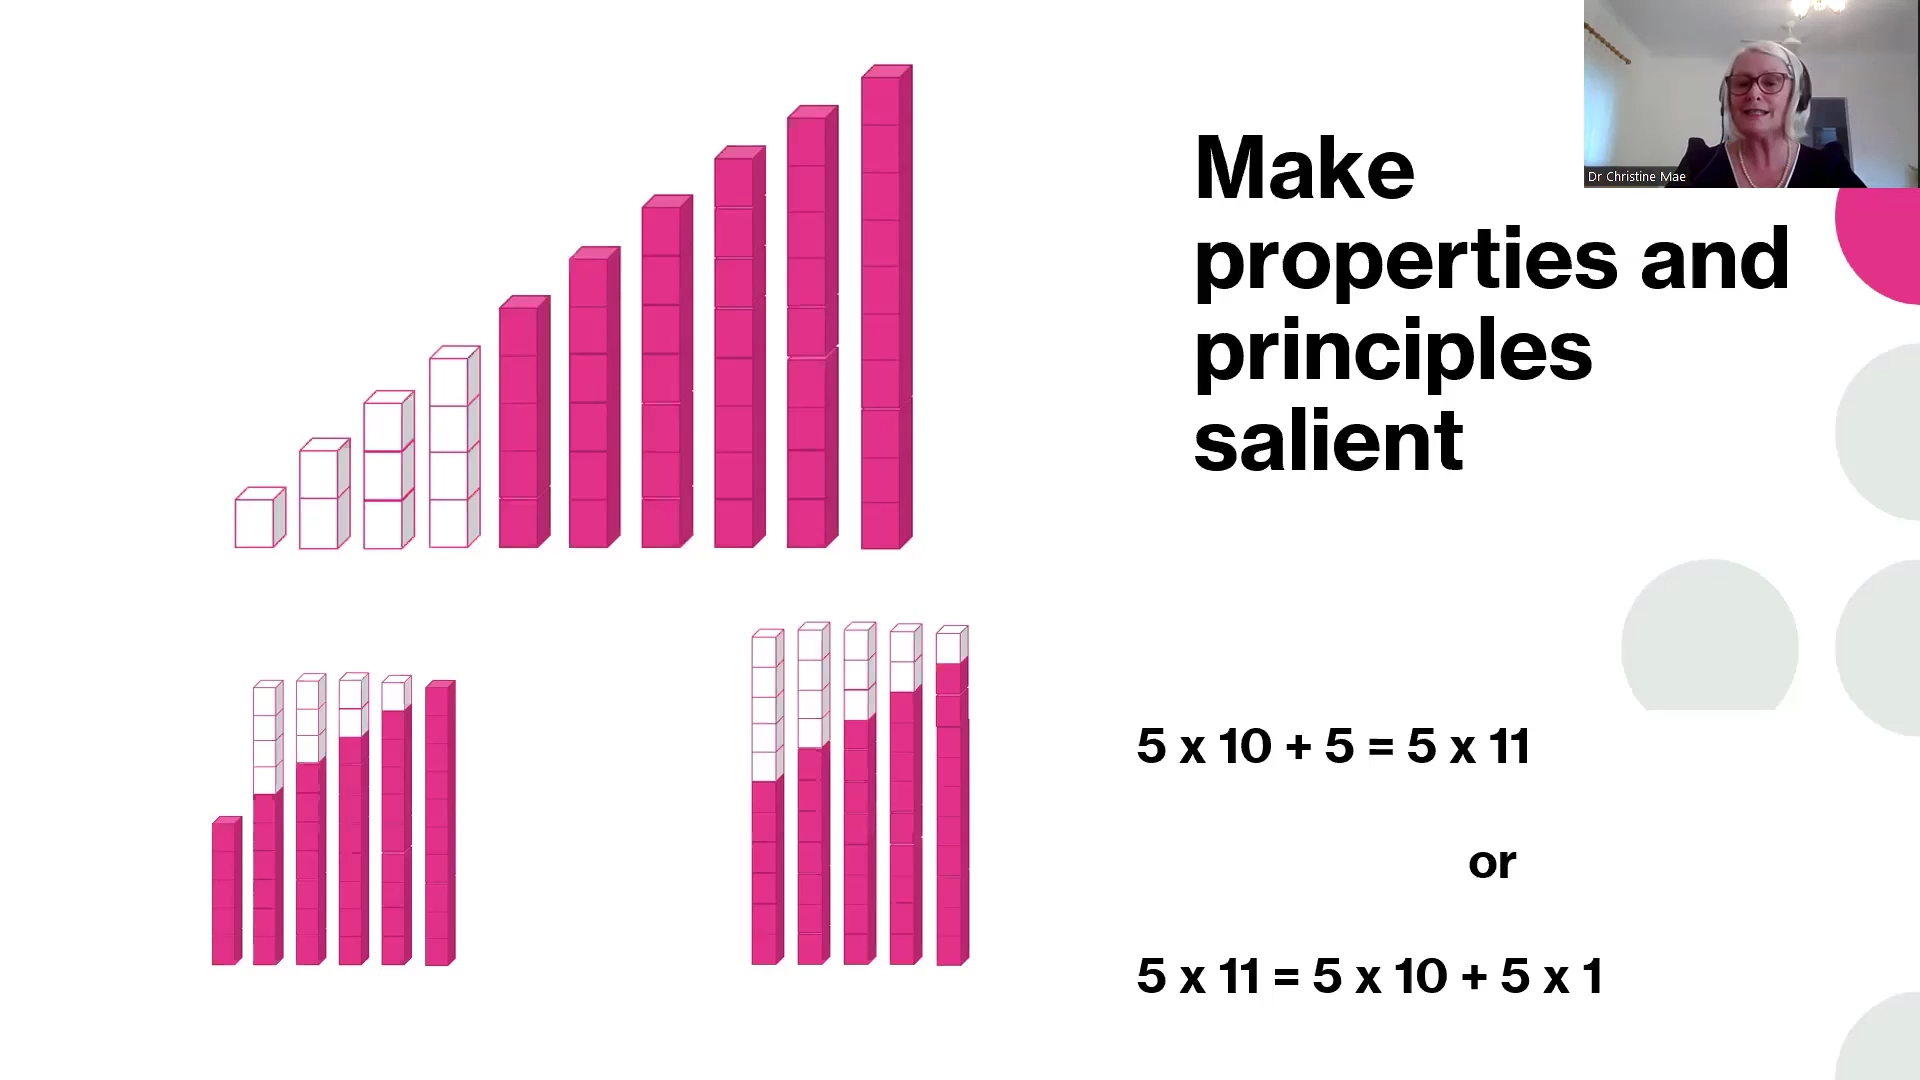 Make
properties and
principles
salient
Dr Christine Mae
5 x 10 + 5 = 5 x 11
or
5 x 11 = 5 x 10 + 5 x 1